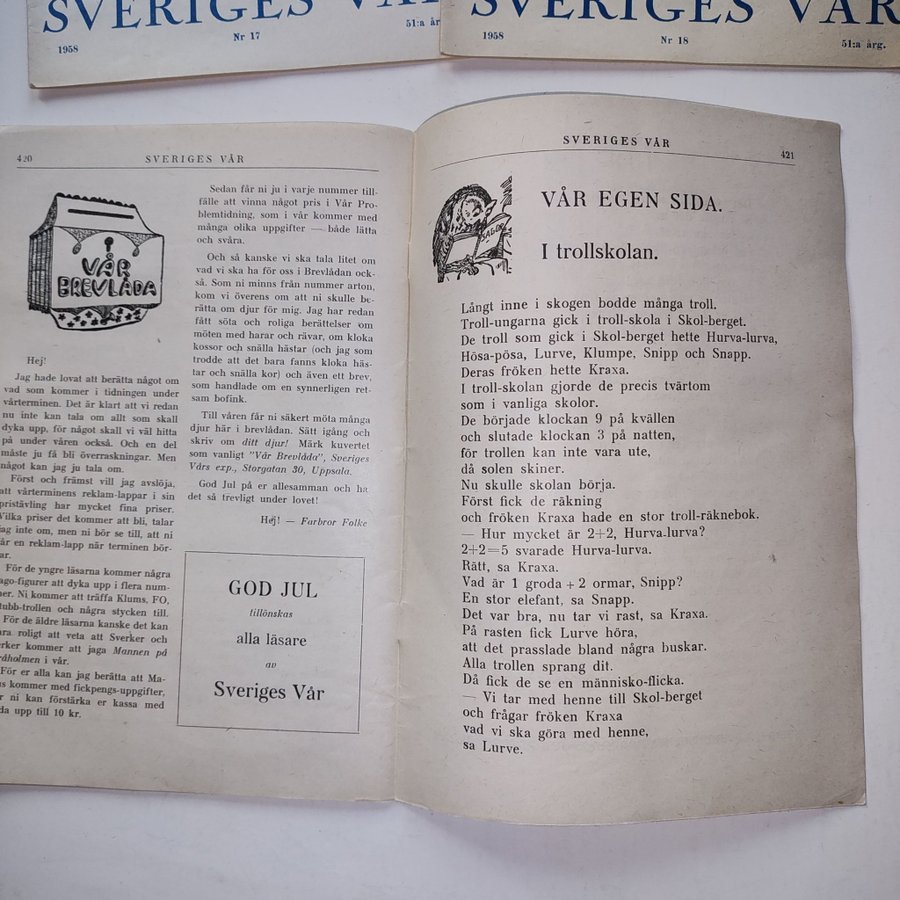 SVERIGES VÅR
1958
Nr 17
51:a år
SVERIGES VÅR
1958
Nr 18
51:a årg.
420
SVERIGES VÅR
VÅR
BREVLÅDA
Hej!
Jag hade lovat att berätta något om
vad som kommer i tidningen under
vårterminen. Det är klart att vi redan
nu inte kan tala om allt som skall
dyka upp, för något skall vi väl hitta
på under våren också. Och en del
måste ju få bli överraskningar. Men
något kan jag ju tala om.
Först och främst vill jag avslöja,
att vårterminens reklam-lappar i sin
pristävling har mycket fina priser.
Vilka priser det kommer att bli, talar
jag inte om, men ni bör se till, att ni
får en reklam-lapp när terminen bör-
jar.
För de yngre läsarna kommer några
sago-figurer att dyka upp i flera num-
mer. Ni kommer att träffa Klums, FO,
stubb-trollen och några stycken till.
För de äldre läsarna kanske det kan
vara roligt att veta att Sverker och
kommer att jaga Mannen på
i vår.
För er alla kan jag berätta att Ma-
kommer med fickpengs-uppgifter,
ni kan förstärka er kassa med
upp till 10 kr.
Sedan får ni ju i varje nummer till-
fälle att vinna något pris i Vår Pro-
blemtidning, som i vår kommer med
många olika uppgifter — både lätta
och svåra.
Och så kanske vi ska tala litet om
vad vi ska ha för oss i Brevlådan ock-
så. Som ni minns från nummer arton,
kom vi överens om att ni skulle be-
rätta om djur för mig. Jag har redan
fått söta och roliga berättelser om
möten med harar och rävar, om kloka
kossor och snälla hästar (och jag som
trodde att det bara fanns kloka häs-
tar och snälla kor) och även ett brev,
som handlade om en synnerligen ret-
sam bofink.
Till våren får ni säkert möta många
djur här i brevlådan. Sätt igång och
skriv om ditt djur! Märk kuvertet
som vanligt "Vår Brevlåda", Sveriges
Vårs exp., Storgatan 30, Uppsala.
God Jul på er allesamman och ha
det så trevligt under lovet!
Hej! — Farbror Folke
GOD JUL
tillönskas
alla läsare
av
Sveriges Vår
SVERIGES VÅR
421
SAGOR
VÅR EGEN SIDA.
I trollskolan.
Långt inne i skogen bodde många troll.
Troll-ungarna gick i troll-skola i Skol-berget.
De troll som gick i Skol-berget hette Hurva-lurva,
Hösa-pösa, Lurve, Klumpe, Snipp och Snapp.
Deras fröken hette Kraxa.
I troll-skolan gjorde de precis tvärtom
som i vanliga skolor.
De började klockan 9 på kvällen
och slutade klockan 3 på natten,
för trollen kan inte vara ute,
då solen skiner.
Nu skulle skolan börja.
Först fick de räkning
och fröken Kraxa hade en stor troll-räknebok.
— Hur mycket är 2+2, Hurva-lurva?
2+2=5 svarade Hurva-lurva.
Rätt, sa Kraxa.
Vad är 1 groda + 2 ormar, Snipp?
En stor elefant, sa Snapp.
Det var bra, nu tar vi rast, sa Kraxa.
På rasten fick Lurve höra,
att det prasslade bland några buskar.
Alla trollen sprang dit.
Då fick de se en människo-flicka.
— Vi tar med henne till Skol-berget
och frågar fröken Kraxa
vad vi ska göra med henne,
sa Lurve.